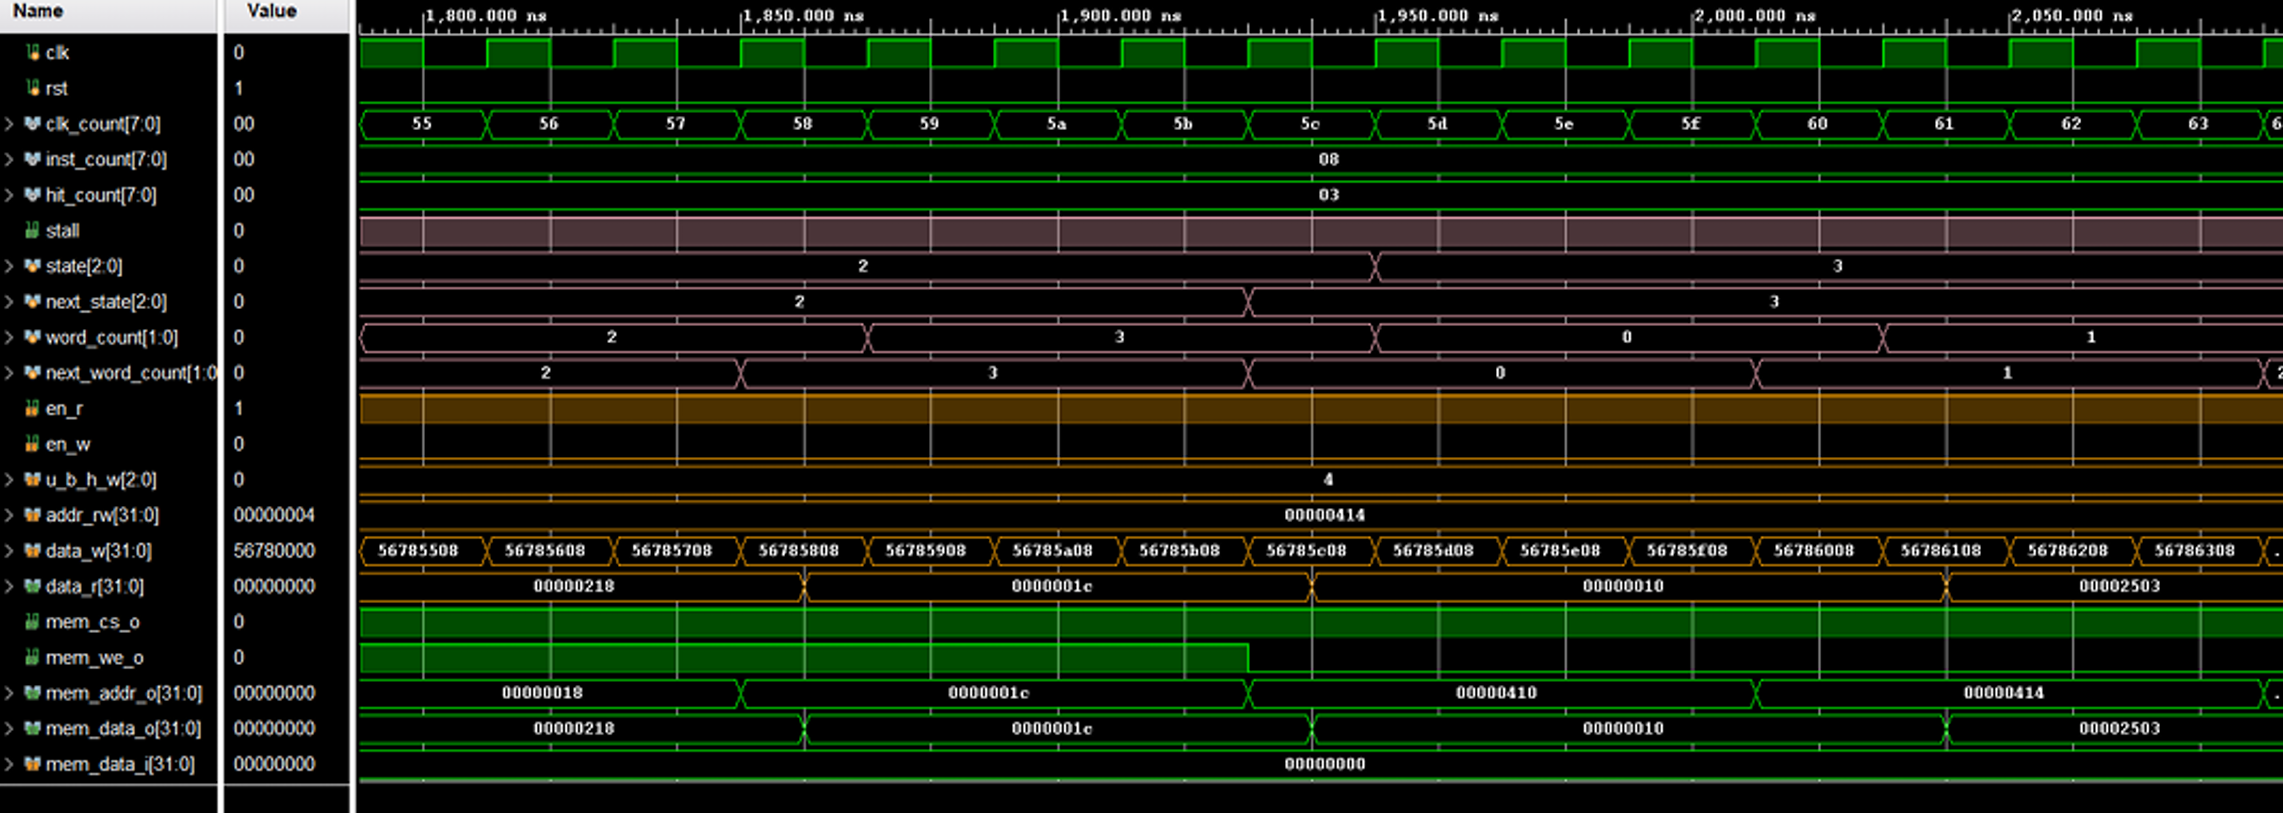 Name Value 1,800.000 ns 1,850.000 ns 1,900.000 ns 1,950.000 ns 2,000.000 ns 2,050.000 ns
clk 0
rst 1
clk_count[7:0] 00 55 56 57 58 59 5a 5b 5c 5d 5e 5f 60 61 62 63 6
inst_count[7:0] 00 08
hit_count[7:0] 00 03
stall 0
state[2:0] 0 2 3
next_state[2:0] 0 2 3
word_count[1:0] 0 2 3 0 1
next_word_count[1:0 0 2 3 0 1 2
en_r 1
en_w 0
u_b_h_w[2:0] 0 4
addr_rw[31:0] 00000004 00000414
data_w[31:0] 56780000 56785508 56785608 56785708 56785808 56785908 56785a08 56785b08 56785c08 56785d08 56785e08 56785f08 56786008 56786108 56786208 56786308 .
data_r[31:0] 00000000 00000218 0000001c 00000010 00002503
mem_cs_o 0
mem_we_o 0
mem_addr_o[31:0] 00000000 00000018 0000001c 00000410 00000414 .
mem_data_o[31:0] 00000000 00000218 0000001c 00000010 00002503
mem_data_i[31:0] 00000000 00000000